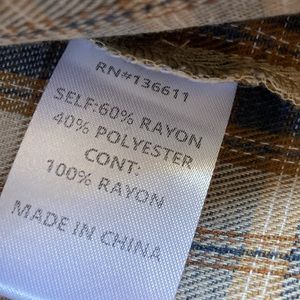 RN#136611
SELF:60% RAYON
40% POLYESTER
CONT:
100% RAYON
MADE IN CHINA